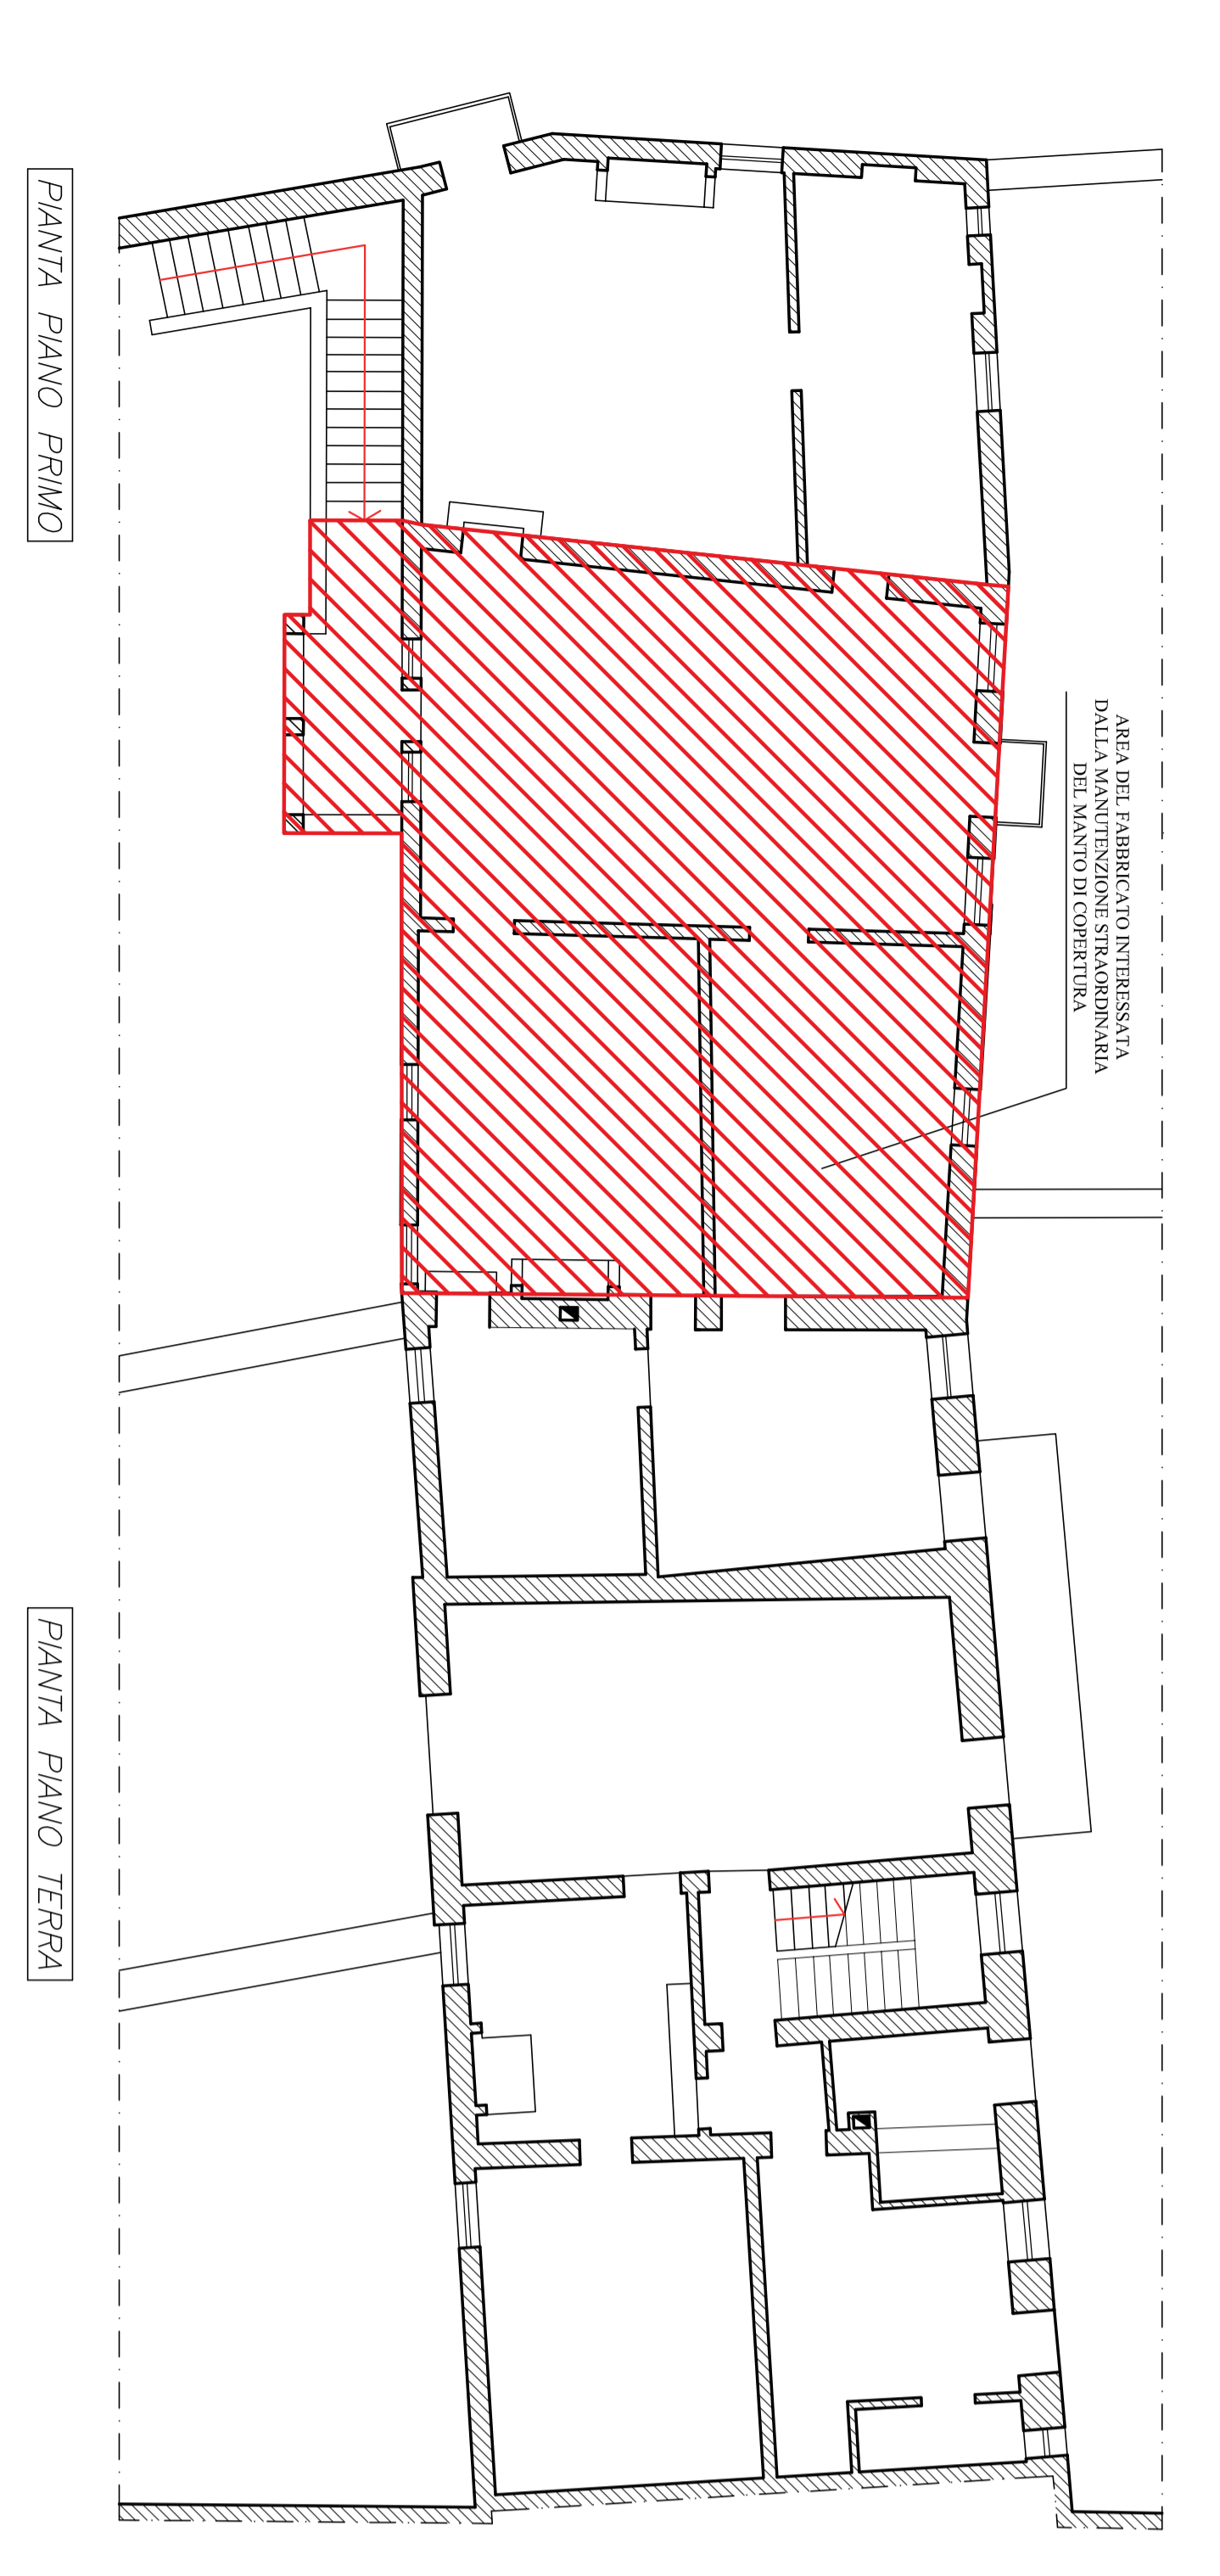 AREA DEL FABBRICATO INTERESSATA
DALLA MANUTENZIONE STRAORDINARIA
DEL MANTO DI COPERTURA
PIANTA PIANO PRIMO
PIANTA PIANO TERRA